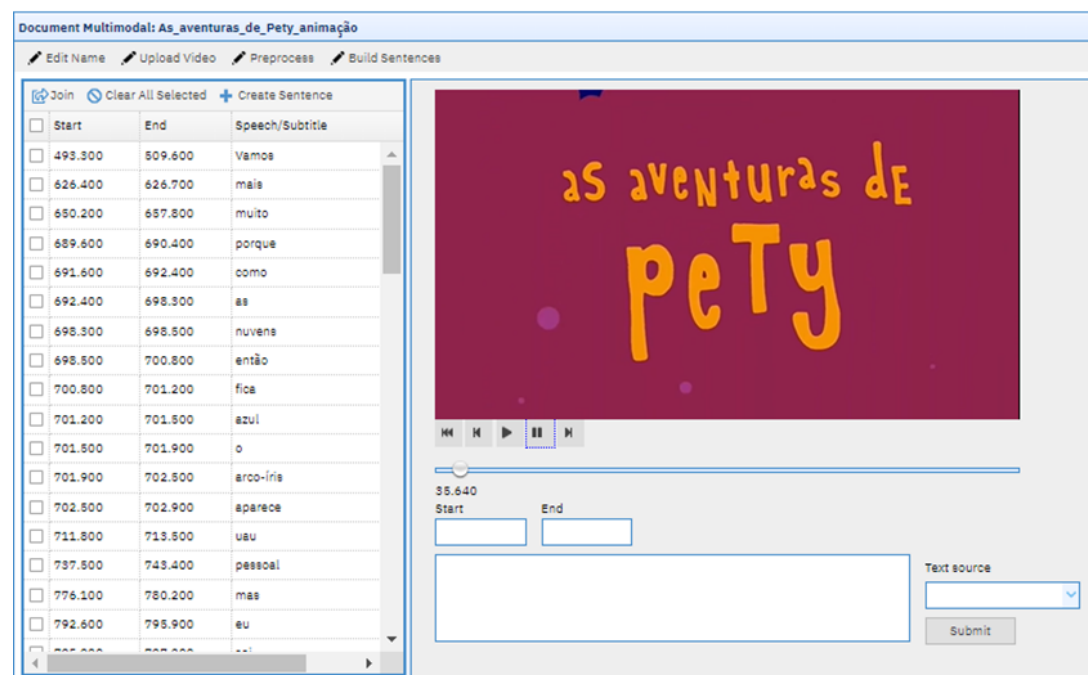 Document Multimodal: As_aventuras_de_Pety_animação
Edit Name Upload Video Preprocess Build Sentences
Join Clear All Selected Create Sentence
Start End Speech/Subtitle
493.300 509.600 Vamos
626.400 626.700 mais
650.200 657.800 muito
689.600 690.400 porque
691.600 692.400 como
692.400 698.300 as
698.300 698.500 nuvens
698.500 700.800 então
700.800 701.200 fica
701.200 701.500 azul
701.500 701.900 o
701.900 702.500 arco-íris
702.500 702.900 aparece
711.800 713.500 uau
737.500 743.400 pessoal
776.100 780.200 mas
792.600 795.900 eu
as aventuras de
peTy
35.640
Start End
Text source
Submit